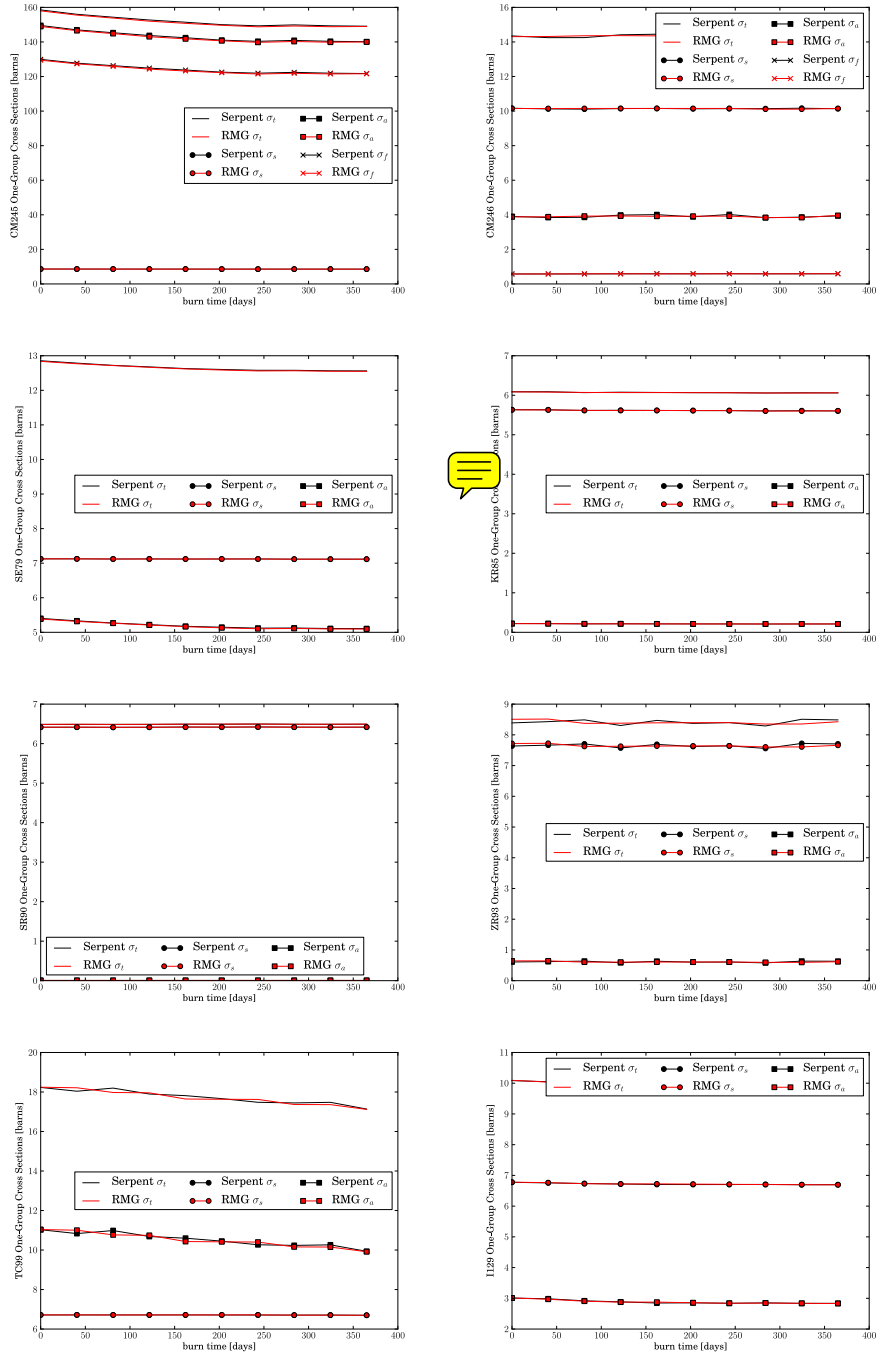 CM245 One-Group Cross Sections [barns]
160
140
120
100
80
60
40
20
0
Serpent σt
RMG σt
Serpent σs
RMG σs
Serpent σa
RMG σa
Serpent σf
RMG σf
0 50 100 150 200 250 300 350 400
burn time [days]
CM246 One-Group Cross Sections [barns]
16
14
12
10
8
6
4
2
0
Serpent σt
RMG σt
Serpent σs
RMG σs
Serpent σa
RMG σa
Serpent σf
RMG σf
0 50 100 150 200 250 300 350 400
burn time [days]
SE79 One-Group Cross Sections [barns]
13
12
11
10
9
8
7
6
5
Serpent σt Serpent σs Serpent σa
RMG σt RMG σs RMG σa
0 50 100 150 200 250 300 350 400
burn time [days]
KR85 One-Group Cross Sections [barns]
7
6
5
4
3
2
1
0
Serpent σt Serpent σs Serpent σa
RMG σt RMG σs RMG σa
0 50 100 150 200 250 300 350 400
burn time [days]
SR90 One-Group Cross Sections [barns]
7
6
5
4
3
2
1
0
Serpent σt Serpent σs Serpent σa
RMG σt RMG σs RMG σa
0 50 100 150 200 250 300 350 400
burn time [days]
ZR93 One-Group Cross Sections [barns]
9
8
7
6
5
4
3
2
1
0
Serpent σt Serpent σs Serpent σa
RMG σt RMG σs RMG σa
0 50 100 150 200 250 300 350 400
burn time [days]
TC99 One-Group Cross Sections [barns]
20
18
16
14
12
10
8
6
Serpent σt Serpent σs Serpent σa
RMG σt RMG σs RMG σa
0 50 100 150 200 250 300 350 400
burn time [days]
I129 One-Group Cross Sections [barns]
11
10
9
8
7
6
5
4
3
2
Serpent σt Serpent σs Serpent σa
RMG σt RMG σs RMG σa
0 50 100 150 200 250 300 350 400
burn time [days]